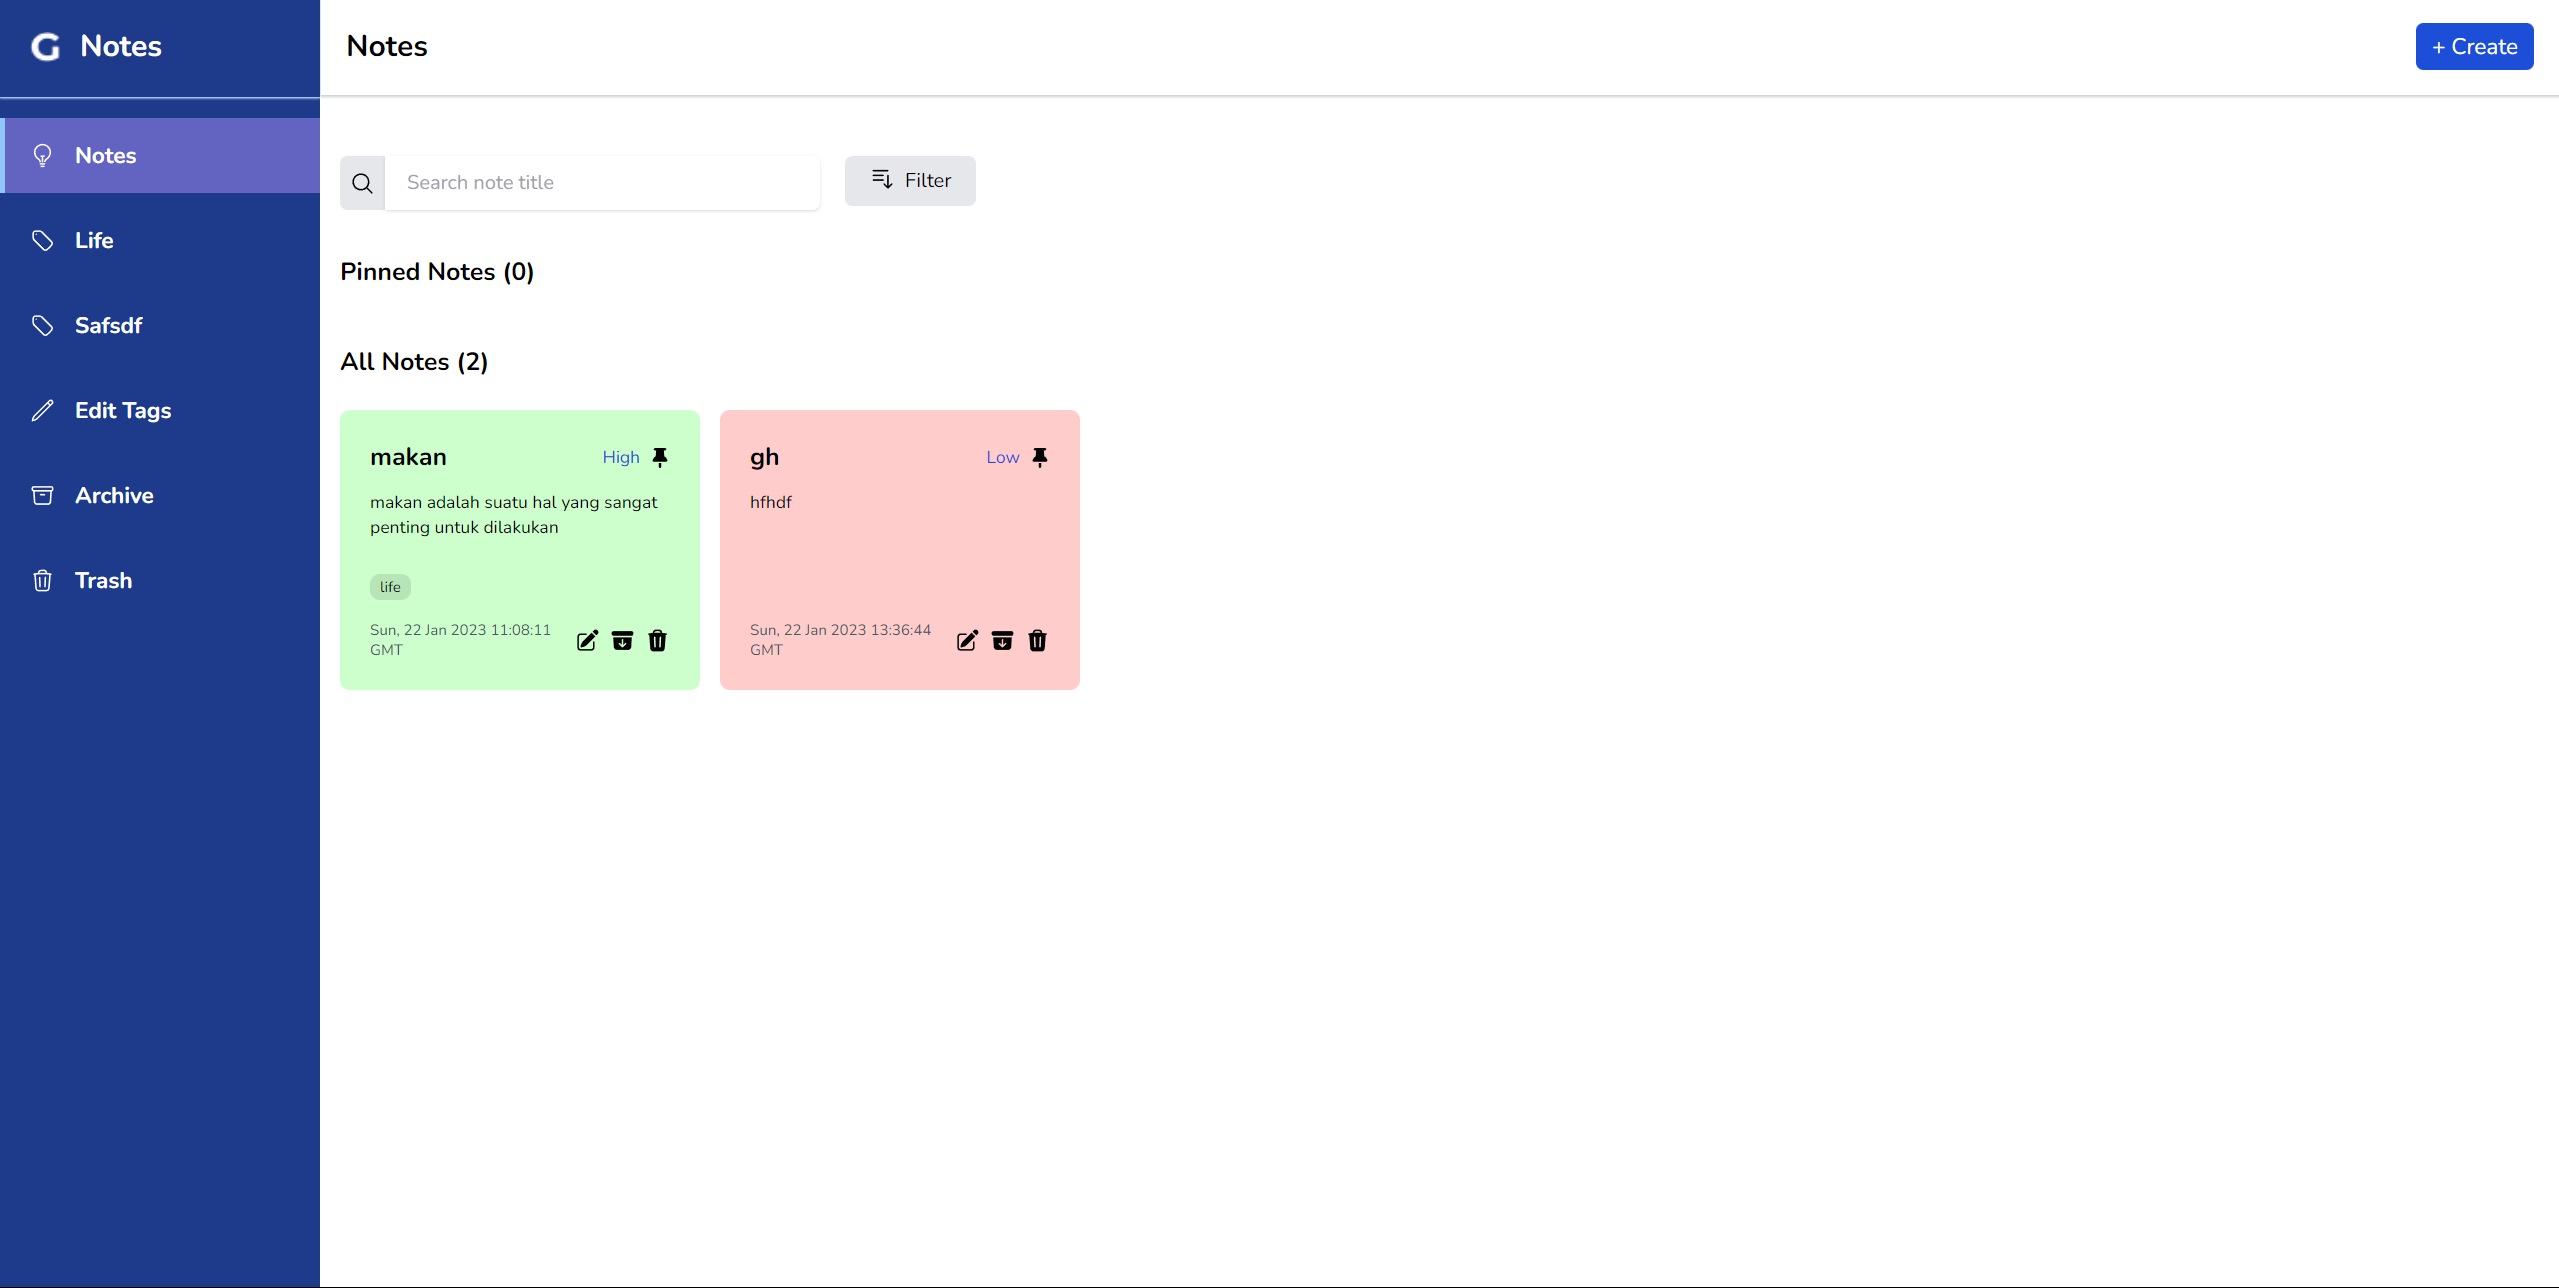 G Notes
Notes
Life
Safsdf
Edit Tags
Archive
Trash
Notes
+ Create
Search note title
Filter
Pinned Notes (0)
All Notes (2)
makan
High
makan adalah suatu hal yang sangat
penting untuk dilakukan
life
Sun, 22 Jan 2023 11:08:11
GMT
gh
Low
hfhdf
Sun, 22 Jan 2023 13:36:44
GMT